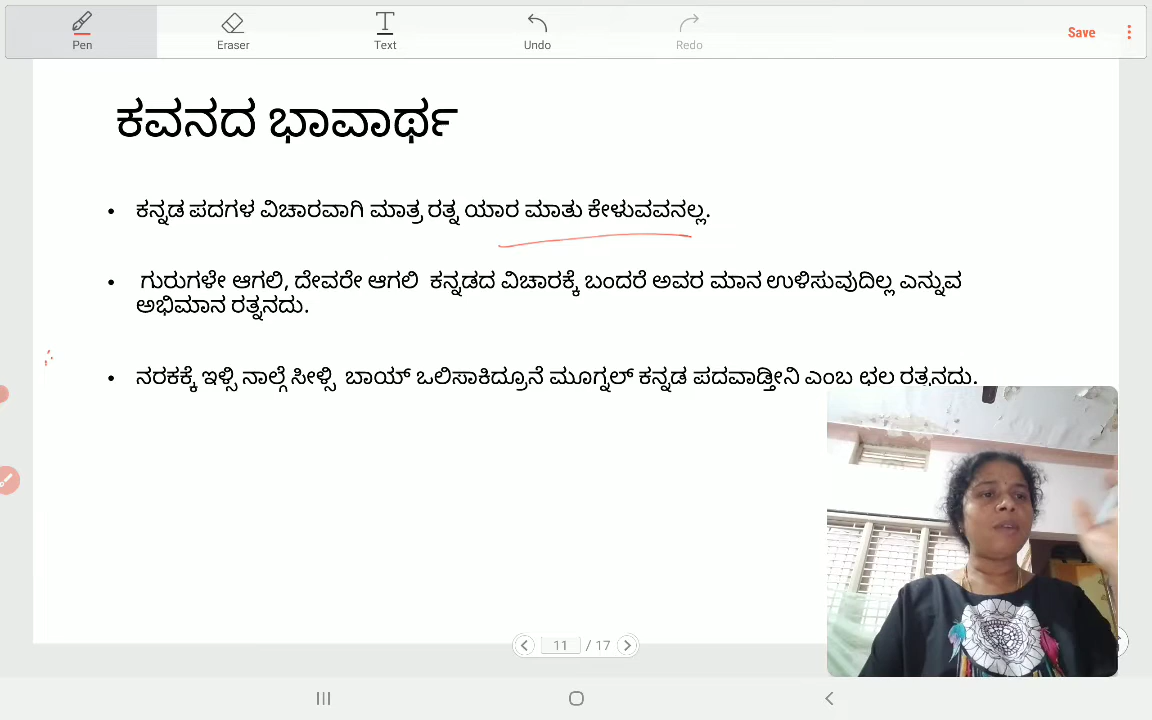 Pen
Eraser
Text
Undo
Redo
Save
ಕವನದ ಭಾವಾರ್ಥ
• ಕನ್ನಡ ಪದಗಳ ವಿಚಾರವಾಗಿ ಮಾತ್ರ ರತ್ನ ಯಾರ ಮಾತು ಕೇಳುವವನಲ್ಲ.
• ಗುರುಗಳೇ ಆಗಲಿ, ದೇವರೇ ಆಗಲಿ ಕನ್ನಡದ ವಿಚಾರಕ್ಕೆ ಬಂದರೆ ಅವರ ಮಾನ ಉಳಿಸುವುದಿಲ್ಲ ಎನ್ನುವ
ಅಭಿಮಾನ ರತ್ನನದು.
• ನರಕಕ್ಕೆ ಇಳ್ಸಿ ನಾಲ್ಗೆ ಸೀಳ್ಸಿ ಬಾಯ್ ಒಲಿಸಾಕಿದ್ರೂನೆ ಮೂಗ್ನಲ್ ಕನ್ನಡ ಪದವಾಡ್ತೀನಿ ಎಂಬ ಛಲ ರತ್ನನದು.
11 / 17